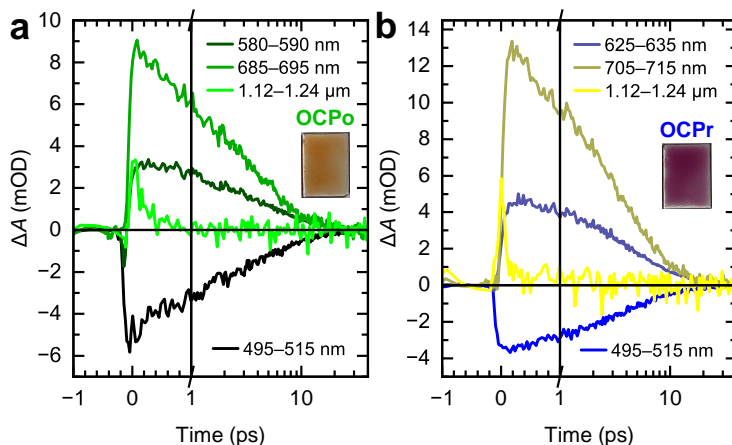 a
ΔA (mOD)
10
8
6
4
2
0
−2
−4
−6
580–590 nm
685–695 nm
1.12–1.24 μm
OCPo
495–515 nm
−1 0 1 10
Time (ps)
b
ΔA (mOD)
14
12
10
8
6
4
2
0
−2
−4
625–635 nm
705–715 nm
1.12–1.24 μm
OCPr
495–515 nm
−1 0 1 10
Time (ps)